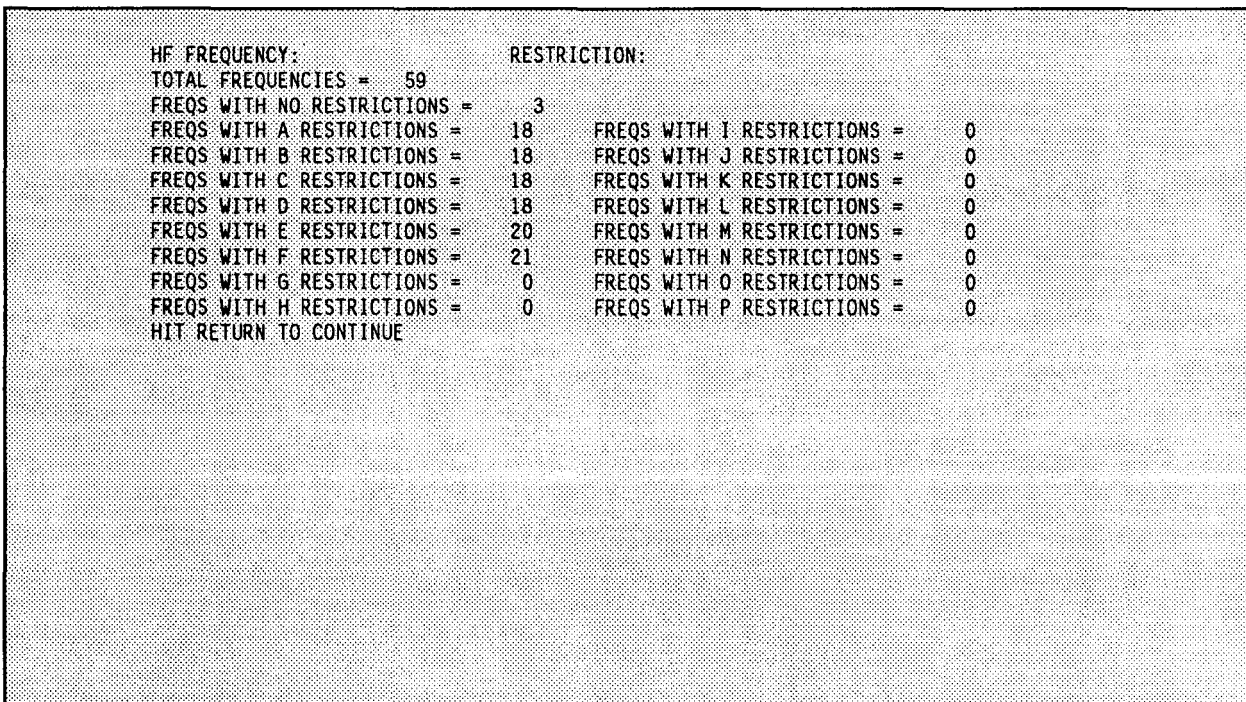 HF FREQUENCY: RESTRICTION:
TOTAL FREQUENCIES = 59
FREQS WITH NO RESTRICTIONS = 3
FREQS WITH A RESTRICTIONS = 18 FREQS WITH I RESTRICTIONS = 0
FREQS WITH B RESTRICTIONS = 18 FREQS WITH J RESTRICTIONS = 0
FREQS WITH C RESTRICTIONS = 18 FREQS WITH K RESTRICTIONS = 0
FREQS WITH D RESTRICTIONS = 18 FREQS WITH L RESTRICTIONS = 0
FREQS WITH E RESTRICTIONS = 20 FREQS WITH M RESTRICTIONS = 0
FREQS WITH F RESTRICTIONS = 21 FREQS WITH N RESTRICTIONS = 0
FREQS WITH G RESTRICTIONS = 0 FREQS WITH O RESTRICTIONS = 0
FREQS WITH H RESTRICTIONS = 0 FREQS WITH P RESTRICTIONS = 0
HIT RETURN TO CONTINUE